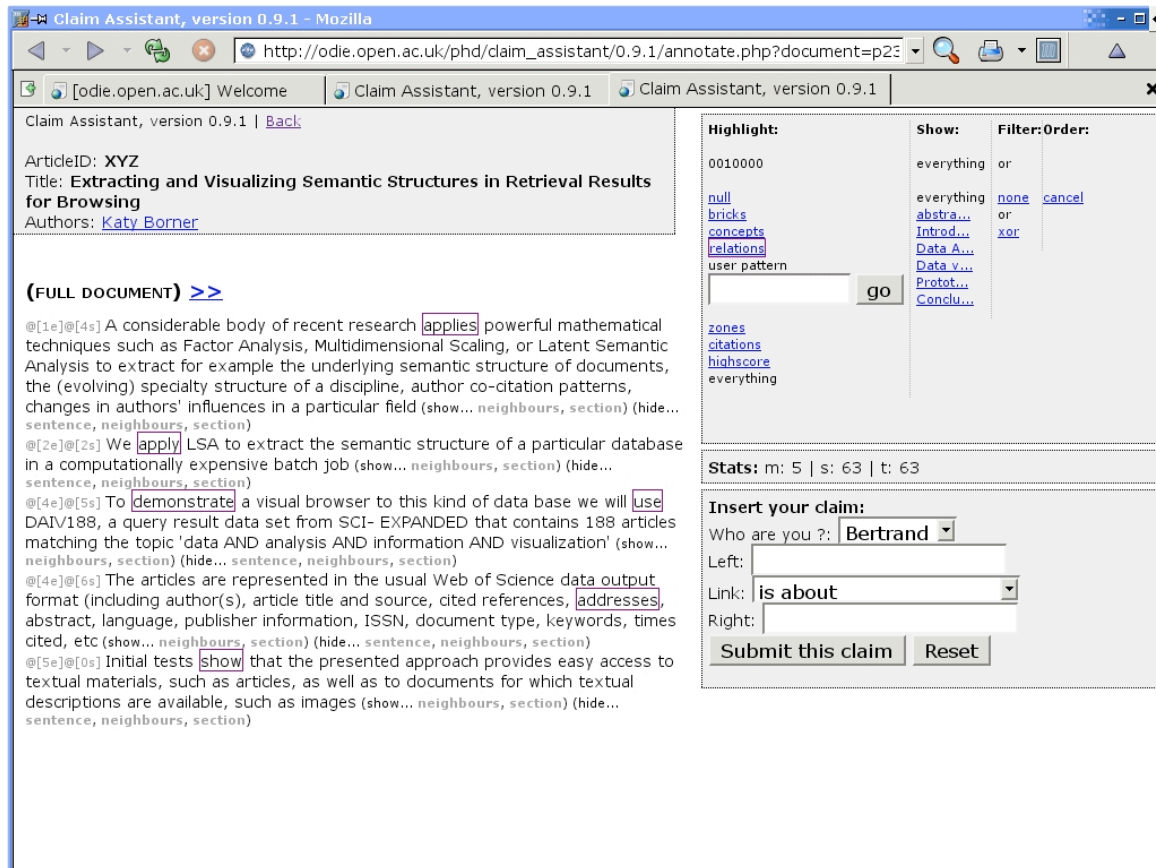 Claim Assistant, version 0.9.1 - Mozilla
http://odie.open.ac.uk/phd/claim_assistant/0.9.1/annotate.php?document=p23
[odie.open.ac.uk] Welcome
Claim Assistant, version 0.9.1
Claim Assistant, version 0.9.1
Claim Assistant, version 0.9.1 | Back
ArticleID: XYZ
Title: Extracting and Visualizing Semantic Structures in Retrieval Results
for Browsing
Authors: Katy Borner
(FULL DOCUMENT) >>
@[1e]@[4s] A considerable body of recent research applies powerful mathematical
techniques such as Factor Analysis, Multidimensional Scaling, or Latent Semantic
Analysis to extract for example the underlying semantic structure of documents,
the (evolving) specialty structure of a discipline, author co-citation patterns,
changes in authors' influences in a particular field (show... neighbours, section) (hide...
sentence, neighbours, section)
@[2e]@[2s] We apply LSA to extract the semantic structure of a particular database
in a computationally expensive batch job (show... neighbours, section) (hide...
sentence, neighbours, section)
@[4e]@[5s] To demonstrate a visual browser to this kind of data base we will use
DAIV188, a query result data set from SCI- EXPANDED that contains 188 articles
matching the topic 'data AND analysis AND information AND visualization' (show...
neighbours, section) (hide... sentence, neighbours, section)
@[4e]@[6s] The articles are represented in the usual Web of Science data output
format (including author(s), article title and source, cited references, addresses,
abstract, language, publisher information, ISSN, document type, keywords, times
cited, etc (show... neighbours, section) (hide... sentence, neighbours, section)
@[5e]@[0s] Initial tests show that the presented approach provides easy access to
textual materials, such as articles, as well as to documents for which textual
descriptions are available, such as images (show... neighbours, section) (hide...
sentence, neighbours, section)
Highlight:
0010000
null
bricks
concepts
relations
user pattern
go
zones
citations
highscore
everything
Show:
everything
everything
abstra...
Introd...
Data A...
Data v...
Protot...
Conclu...
Filter:
or
none
or
xor
Order:
cancel
Stats: m: 5 | s: 63 | t: 63
Insert your claim:
Who are you ?: Bertrand
Left:
Link: is about
Right:
Submit this claim Reset